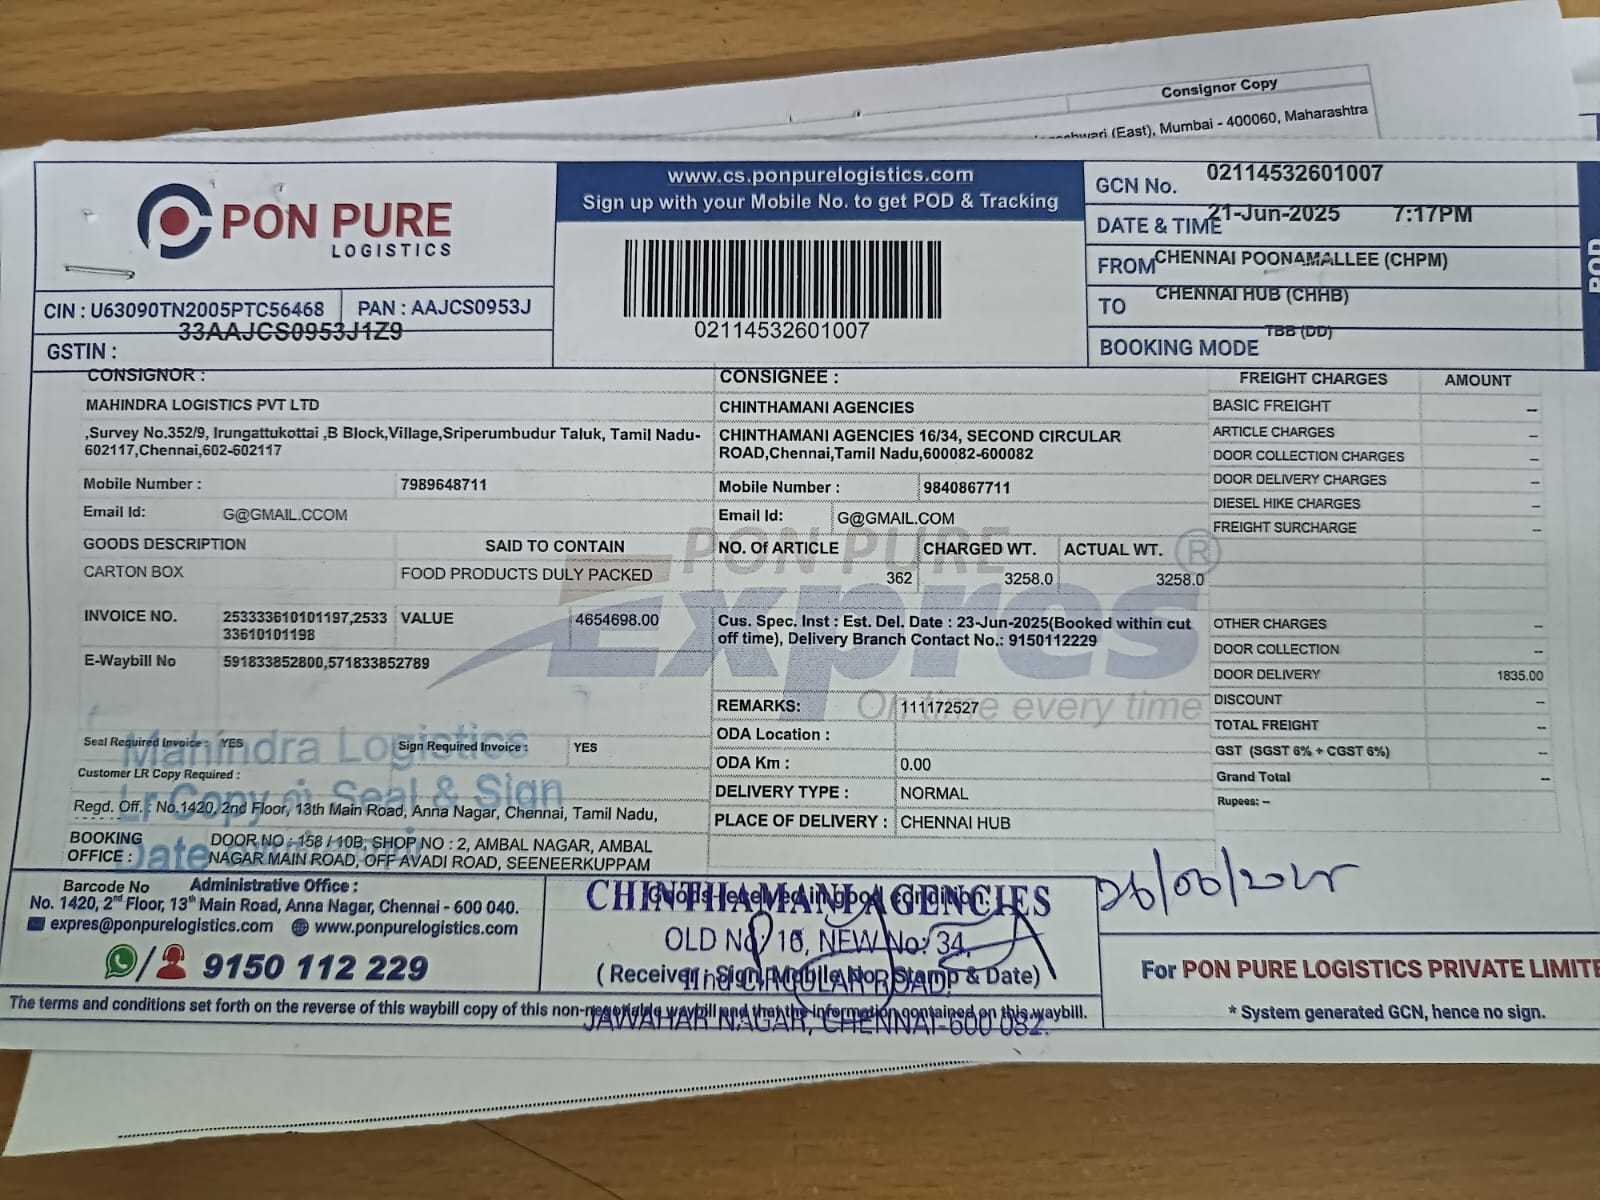 Consignor Copy
(East), Mumbai - 400060, Maharashtra
PON PURE
LOGISTICS
CIN : U63090TN2005PTC56468
PAN : AAJCS0953J
33AAJCS0953J1Z9
GSTIN :
www.cs.ponpurelogistics.com
Sign up with your Mobile No. to get POD & Tracking
02114532601007
GCN No. 02114532601007
DATE & TIME 21-Jun-2025 7:17PM
FROM CHENNAI POONAMALLEE (CHPM)
TO CHENNAI HUB (CHHB)
BOOKING MODE TBB (DD)
POD
CONSIGNOR :
MAHINDRA LOGISTICS PVT LTD
,Survey No.352/9, Irungattukottai ,B Block,Village,Sriperumbudur Taluk, Tamil Nadu-
602117,Chennai,602-602117
Mobile Number : 7989648711
Email Id: G@GMAIL.CCOM
GOODS DESCRIPTION SAID TO CONTAIN
CARTON BOX FOOD PRODUCTS DULY PACKED
INVOICE NO. 253333610101197,2533
33610101198
VALUE 4654698.00
E-Waybill No 591833852800,571833852789
Seal Required Invoice : YES Sign Required Invoice : YES
Customer LR Copy Required :
Mahindra Logistics
Lr Copy Seal & Sign
Date
Regd. Off. : No.1420, 2nd Floor, 13th Main Road, Anna Nagar, Chennai, Tamil Nadu,
BOOKING
OFFICE :
DOOR NO : 158 / 10B, SHOP NO : 2, AMBAL NAGAR, AMBAL
NAGAR MAIN ROAD, OFF AVADI ROAD, SEENEERKUPPAM
CONSIGNEE :
CHINTHAMANI AGENCIES
CHINTHAMANI AGENCIES 16/34, SECOND CIRCULAR
ROAD,Chennai,Tamil Nadu,600082-600082
Mobile Number : 9840867711
Email Id: G@GMAIL.COM
NO. Of ARTICLE CHARGED WT. ACTUAL WT.
362 3258.0 3258.0
Cus. Spec. Inst : Est. Del. Date : 23-Jun-2025(Booked within cut
off time), Delivery Branch Contact No.: 9150112229
PON PURE
Expres
®
On time every time
REMARKS: 111172527
ODA Location :
ODA Km : 0.00
DELIVERY TYPE : NORMAL
PLACE OF DELIVERY : CHENNAI HUB
FREIGHT CHARGES AMOUNT
BASIC FREIGHT --
ARTICLE CHARGES --
DOOR COLLECTION CHARGES --
DOOR DELIVERY CHARGES --
DIESEL HIKE CHARGES --
FREIGHT SURCHARGE --
OTHER CHARGES --
DOOR COLLECTION --
DOOR DELIVERY 1835.00
DISCOUNT --
TOTAL FREIGHT --
GST (SGST 6% + CGST 6%) --
Grand Total --
Rupees: --
Barcode No Administrative Office :
No. 1420, 2nd Floor, 13th Main Road, Anna Nagar, Chennai - 600 040.
expres@ponpurelogistics.com www.ponpurelogistics.com
9150 112 229
Goods received in good condition.
(Receiver Sign, Mobile No, Stamp & Date)
CHINTHAMANI AGENCIES
OLD No: 16, NEW No: 34,
IInd CIRCULAR ROAD,
JAWAHAR NAGAR, CHENNAI-600 082.
26/06/2025
For PON PURE LOGISTICS PRIVATE LIMITE
* System generated GCN, hence no sign.
The terms and conditions set forth on the reverse of this waybill copy of this non-negotiable waybill and that the information contained on this waybill.